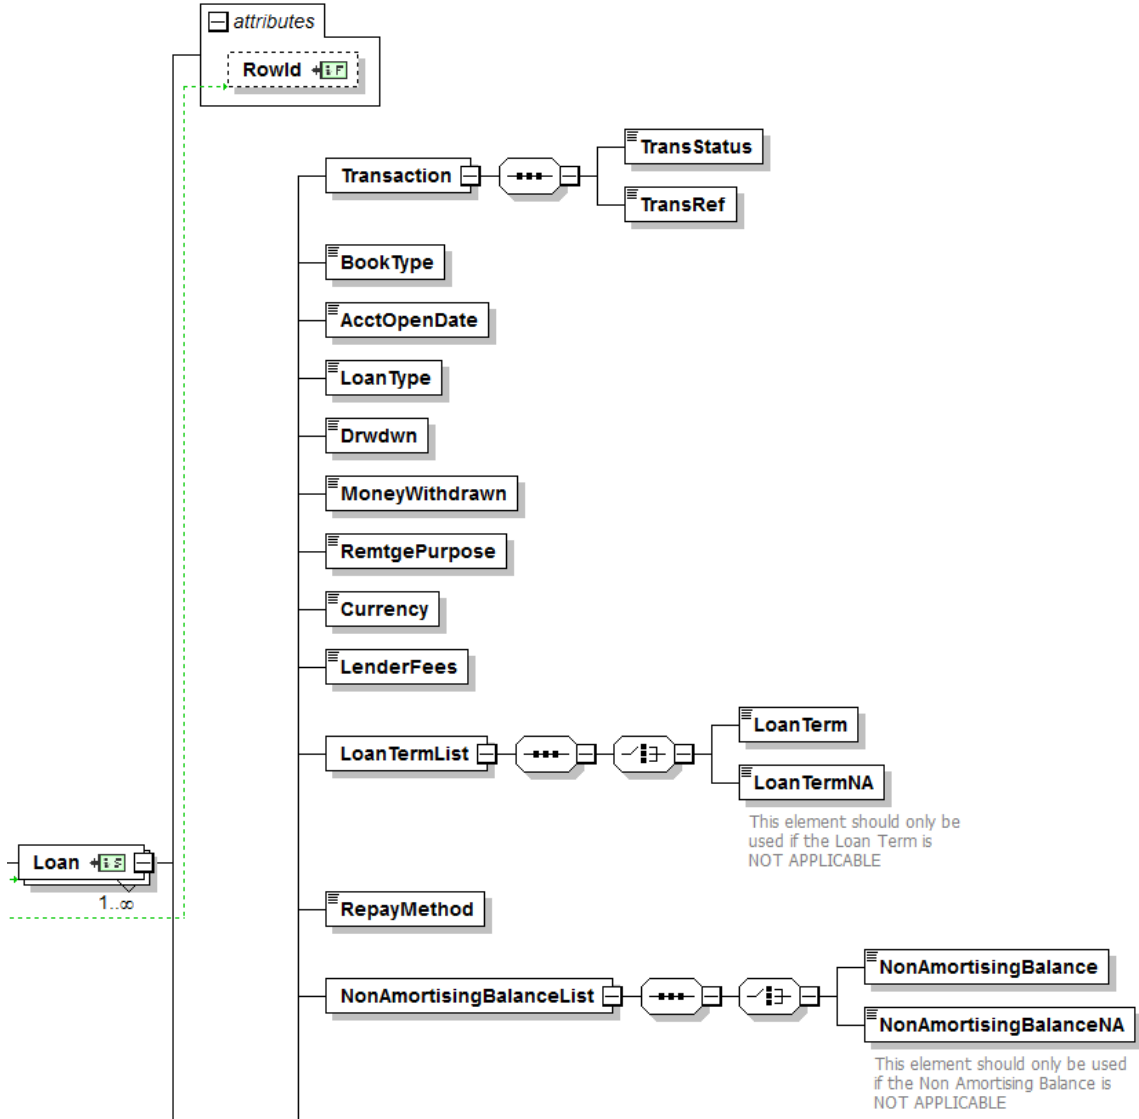 attributes
RowId
Transaction
TransStatus
TransRef
BookType
AcctOpenDate
LoanType
Drwdwn
MoneyWithdrawn
RemtgePurpose
Currency
LenderFees
LoanTermList
LoanTerm
LoanTermNA
This element should only be
used if the Loan Term is
NOT APPLICABLE
Loan
1..∞
RepayMethod
NonAmortisingBalanceList
NonAmortisingBalance
NonAmortisingBalanceNA
This element should only be used
if the Non Amortising Balance is
NOT APPLICABLE